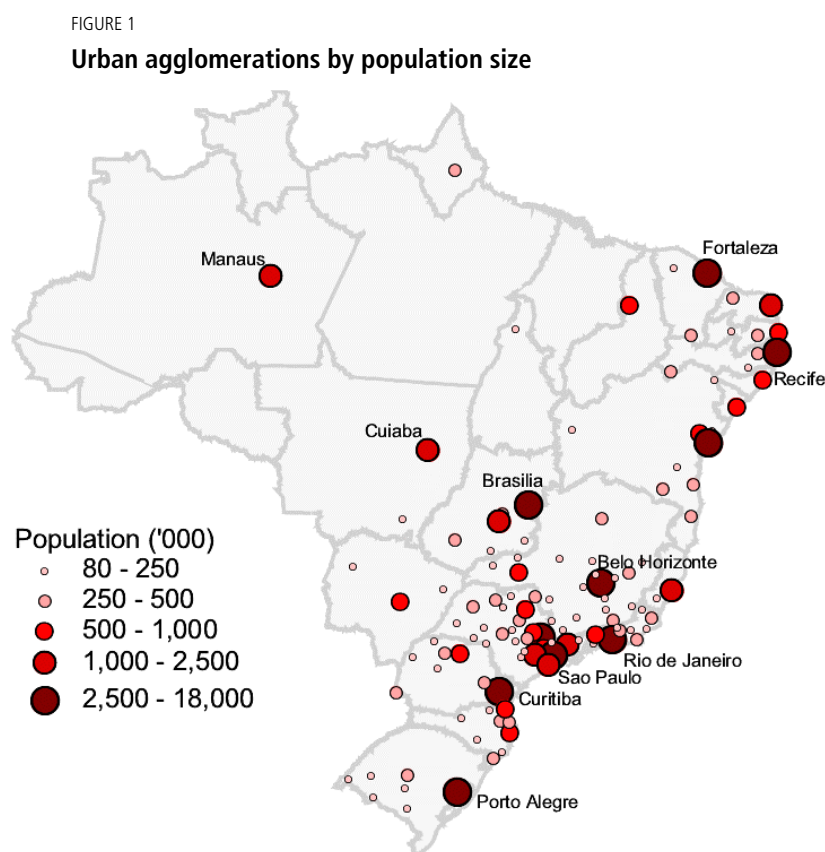 FIGURE 1
Urban agglomerations by population size
Fortaleza
Manaus
Recife
Cuiaba
Brasilia
Population ('000)
80 - 250
250 - 500
500 - 1,000
1,000 - 2,500
2,500 - 18,000
Belo Horizonte
Rio de Janeiro
Sao Paulo
Curitiba
Porto Alegre